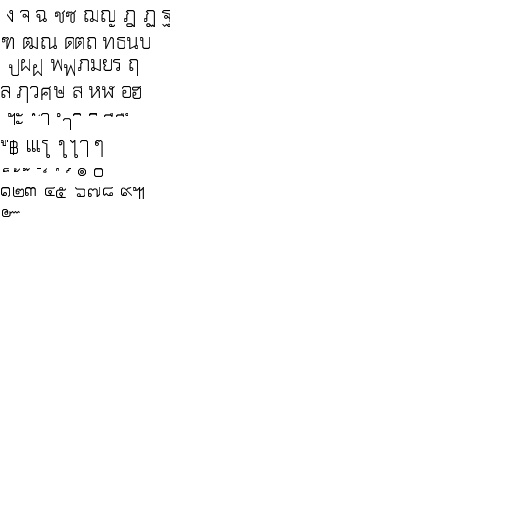 ง จ ฉ ชซ ฌญ ฎ ฏ ฐ
ฑ ฒณ ดตถ ทธนบ
ปผฝ พฟภมยร ฤ
ล ฦวศษ ส หฬ อฮ
ฯะ ั า ำ ิ ี ึ ื
฿ เแโ ใไๅๆ
๏ ๐
๑๒๓ ๔๕ ๖๗๘ ๙๚
๛